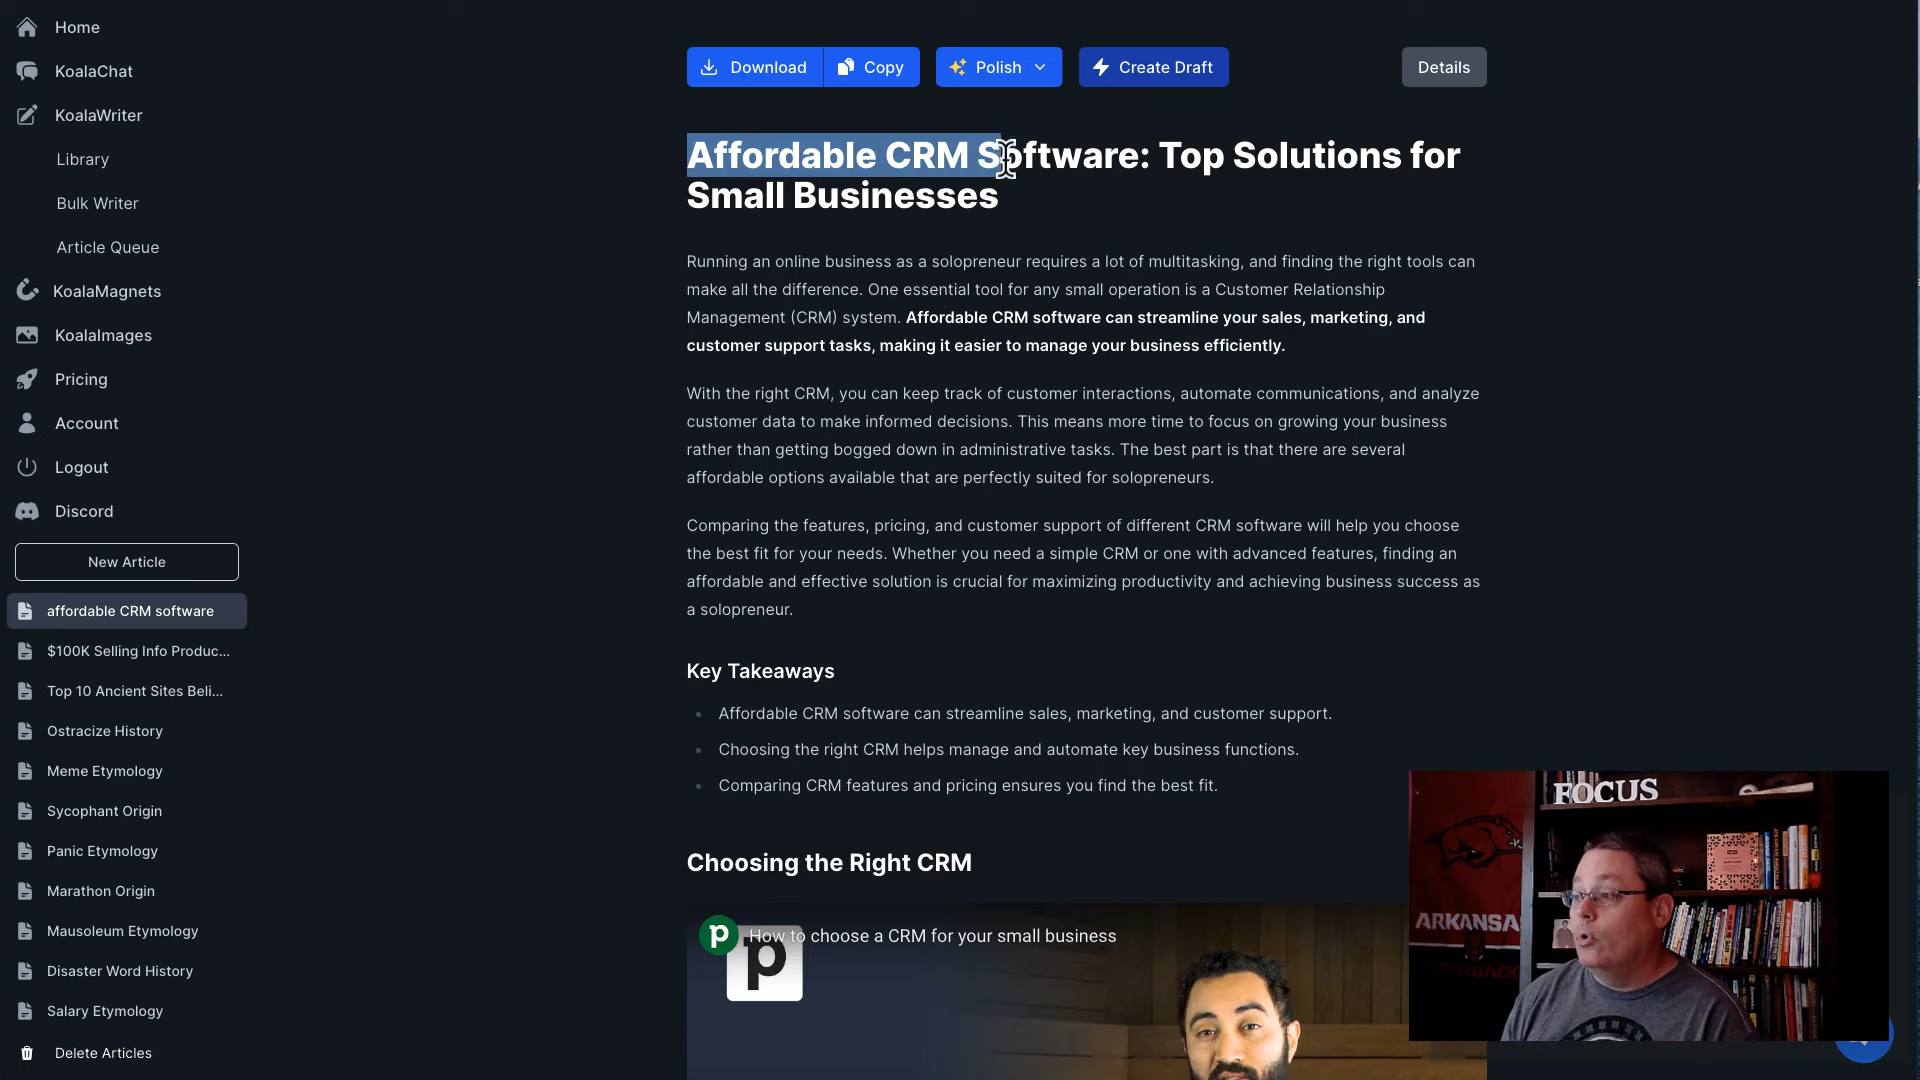 Home
KoalaChat
KoalaWriter
Library
Bulk Writer
Article Queue
KoalaMagnets
KoalaImages
Pricing
Account
Logout
Discord
New Article
affordable CRM software
$100K Selling Info Produc...
Top 10 Ancient Sites Beli...
Ostracize History
Meme Etymology
Sycophant Origin
Panic Etymology
Marathon Origin
Mausoleum Etymology
Disaster Word History
Salary Etymology
Delete Articles
Download
Copy
Polish
Create Draft
Details
Affordable CRM Software: Top Solutions for
Small Businesses
Running an online business as a solopreneur requires a lot of multitasking, and finding the right tools can
make all the difference. One essential tool for any small operation is a Customer Relationship
Management (CRM) system. Affordable CRM software can streamline your sales, marketing, and
customer support tasks, making it easier to manage your business efficiently.
With the right CRM, you can keep track of customer interactions, automate communications, and analyze
customer data to make informed decisions. This means more time to focus on growing your business
rather than getting bogged down in administrative tasks. The best part is that there are several
affordable options available that are perfectly suited for solopreneurs.
Comparing the features, pricing, and customer support of different CRM software will help you choose
the best fit for your needs. Whether you need a simple CRM or one with advanced features, finding an
affordable and effective solution is crucial for maximizing productivity and achieving business success as
a solopreneur.
Key Takeaways
Affordable CRM software can streamline sales, marketing, and customer support.
Choosing the right CRM helps manage and automate key business functions.
Comparing CRM features and pricing ensures you find the best fit.
Choosing the Right CRM
p
How to choose a CRM for your small business
p
FOCUS
ARKANSA